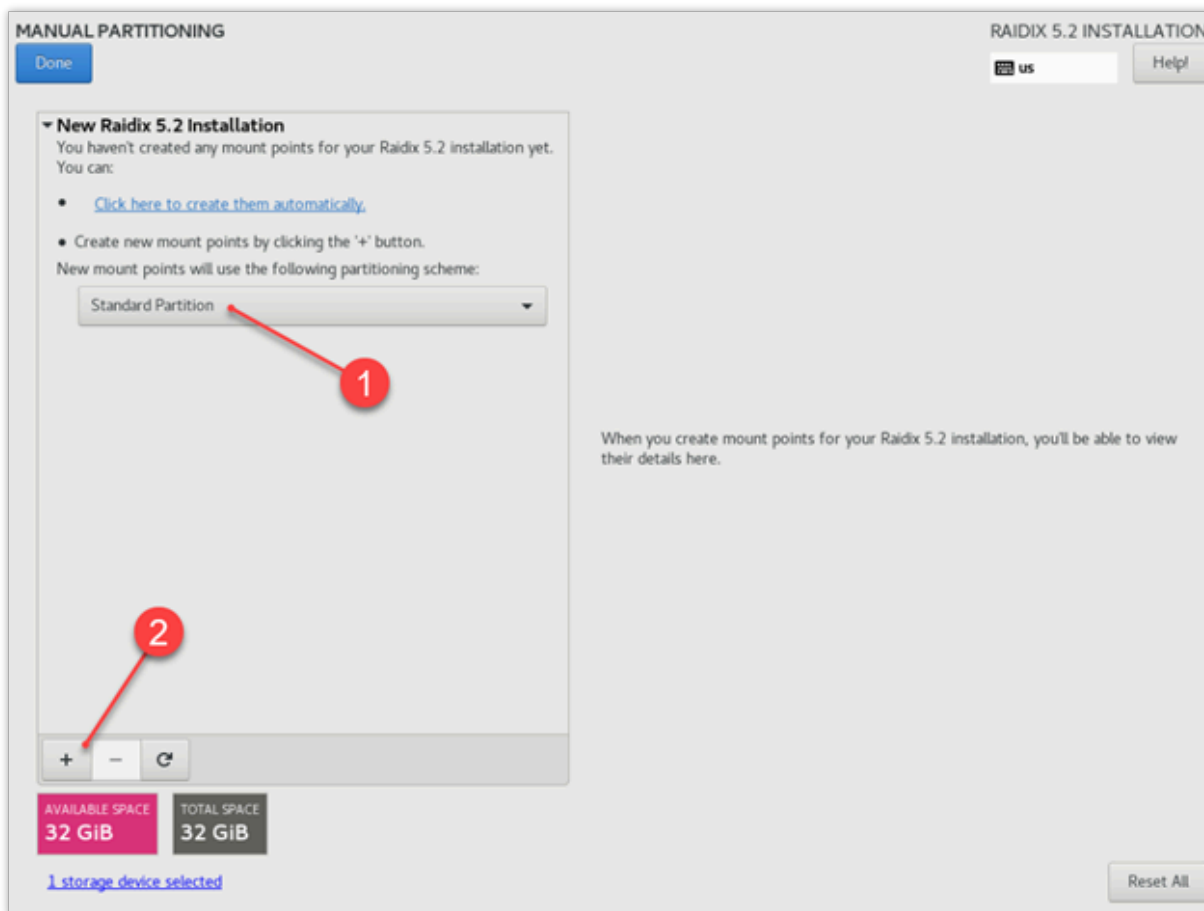 MANUAL PARTITIONING
RAIDIX 5.2 INSTALLATION
Done
us
Help!
New Raidix 5.2 Installation
You haven't created any mount points for your Raidix 5.2 installation yet.
You can:
• Click here to create them automatically.
• Create new mount points by clicking the '+' button.
New mount points will use the following partitioning scheme:
Standard Partition
1
When you create mount points for your Raidix 5.2 installation, you'll be able to view
their details here.
2
+ −
AVAILABLE SPACE
32 GiB
TOTAL SPACE
32 GiB
1 storage device selected
Reset All